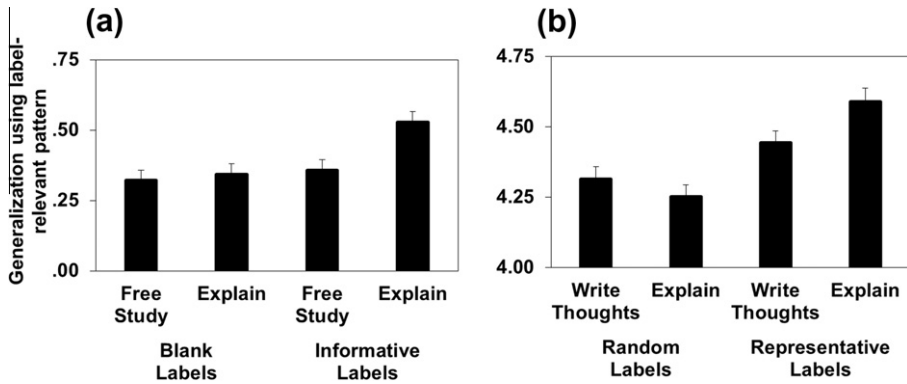 (a)
Generalization using label-
relevant pattern
.75
.50
.25
.00
Free
Study
Explain
Free
Study
Explain
Blank
Labels
Informative
Labels
(b)
4.75
4.50
4.25
4.00
Write
Thoughts
Explain
Write
Thoughts
Explain
Random
Labels
Representative
Labels